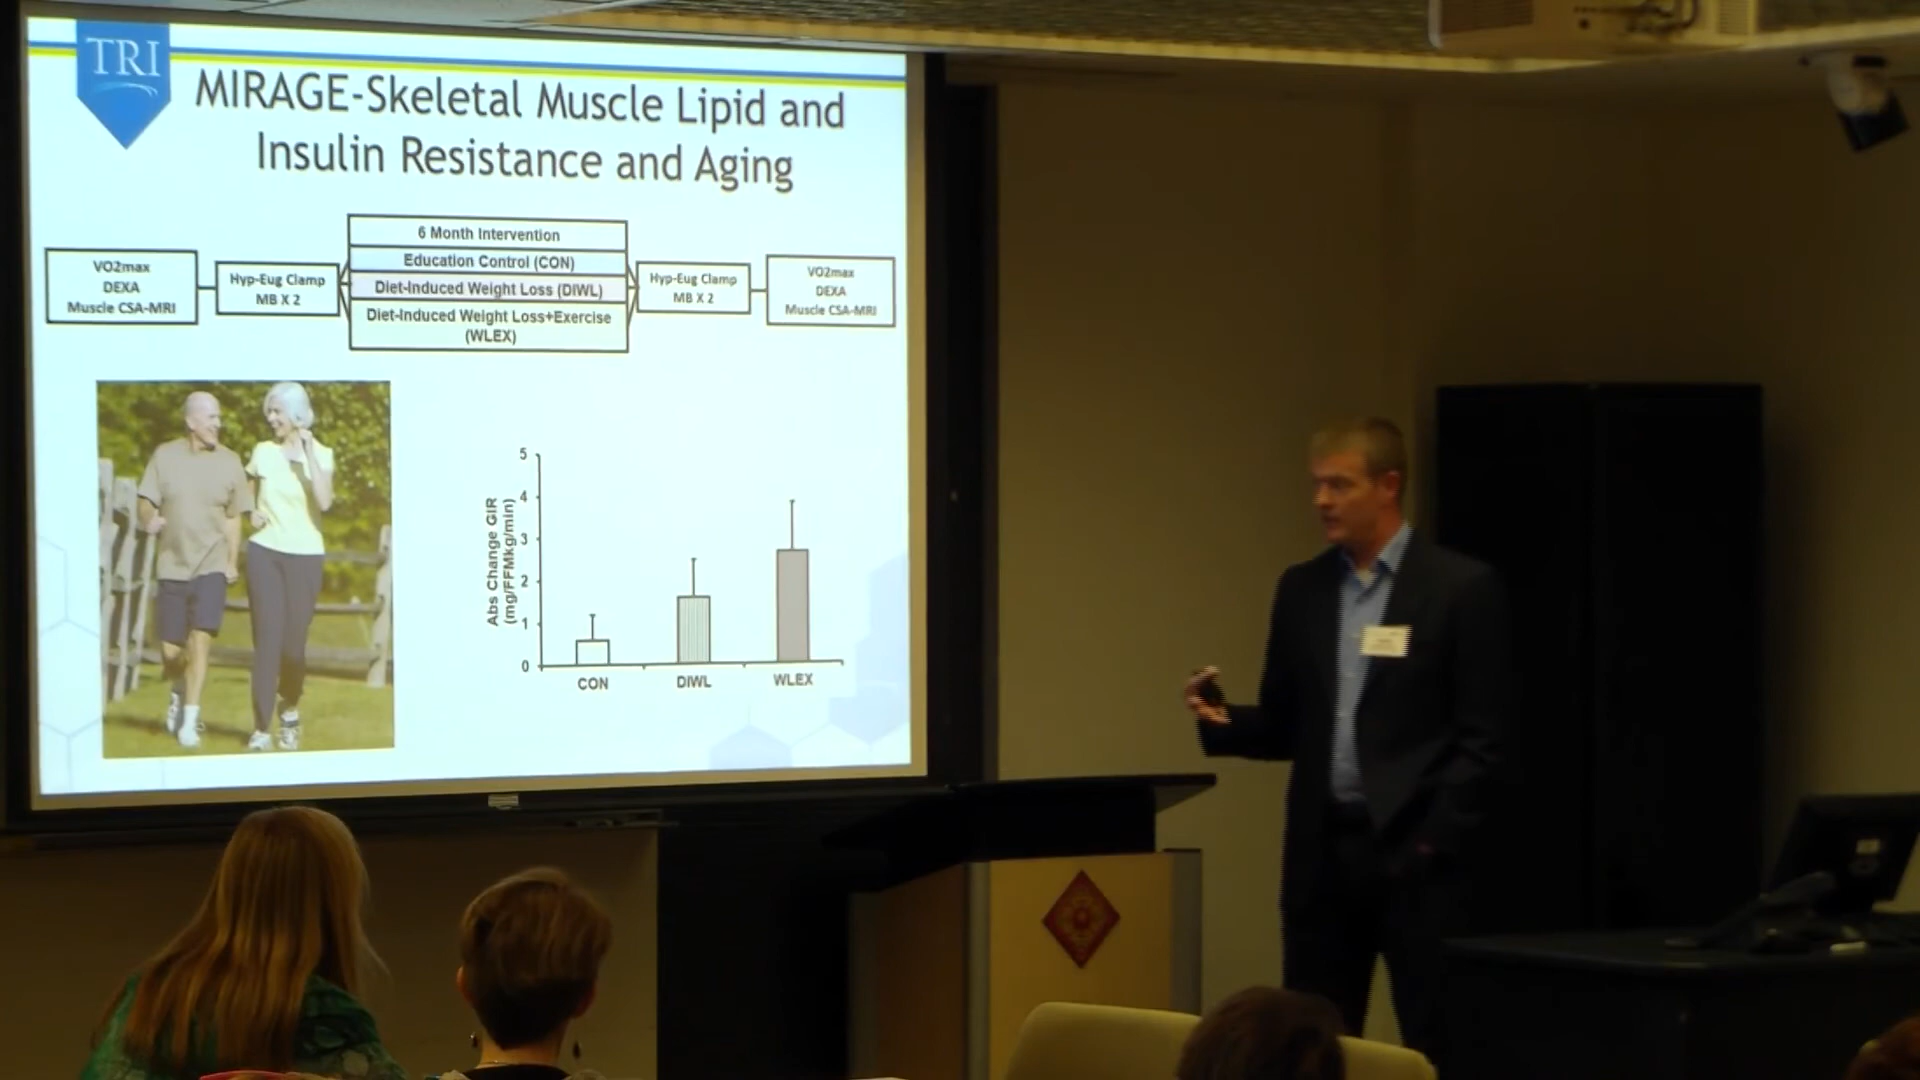 TRI
MIRAGE-Skeletal Muscle Lipid and
Insulin Resistance and Aging
VO2max
DEXA
Muscle CSA-MRI
Hyp-Eug Clamp
MB X 2
6 Month Intervention
Education Control (CON)
Diet-Induced Weight Loss (DIWL)
Diet-Induced Weight Loss+Exercise
(WLEX)
Hyp-Eug Clamp
MB X 2
VO2max
DEXA
Muscle CSA-MRI
Abs Change GIR
(mg/FFMkg/min)
5
4
3
2
1
0
CON
DIWL
WLEX